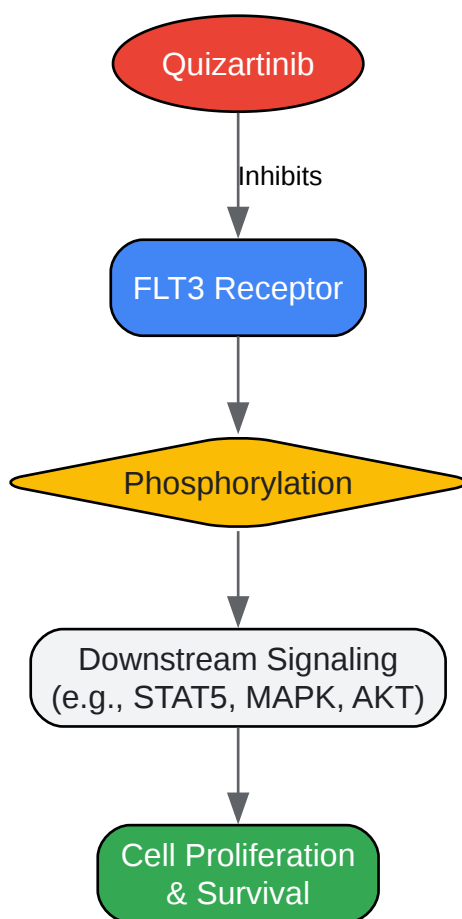 Quizartinib
Inhibits
FLT3 Receptor
Phosphorylation
Downstream Signaling
(e.g., STAT5, MAPK, AKT)
Cell Proliferation
& Survival